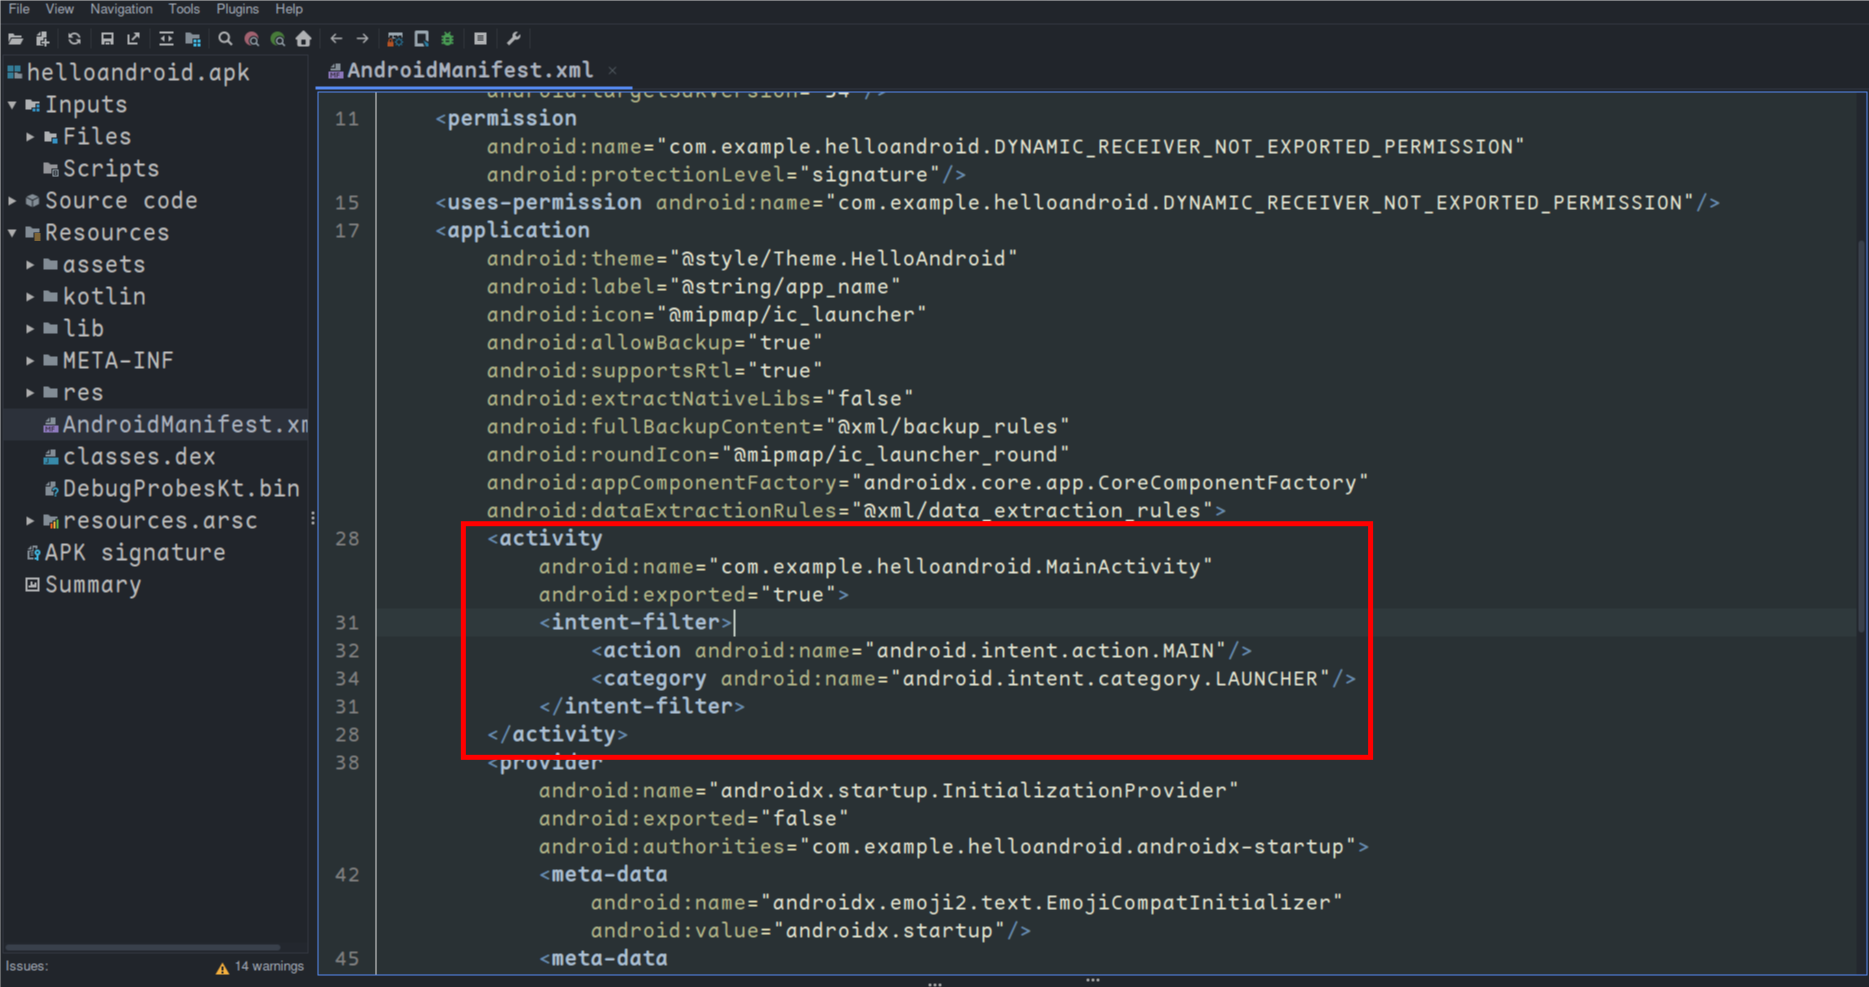 File View Navigation Tools Plugins Help
helloandroid.apk
Inputs
Files
Scripts
Source code
Resources
assets
kotlin
lib
META-INF
res
AndroidManifest.xm
classes.dex
DebugProbesKt.bin
resources.arsc
APK signature
Summary
Issues: 14 warnings
AndroidManifest.xml
android:targetSdkVersion="34"/>
11 <permission
android:name="com.example.helloandroid.DYNAMIC_RECEIVER_NOT_EXPORTED_PERMISSION"
android:protectionLevel="signature"/>
15 <uses-permission android:name="com.example.helloandroid.DYNAMIC_RECEIVER_NOT_EXPORTED_PERMISSION"/>
17 <application
android:theme="@style/Theme.HelloAndroid"
android:label="@string/app_name"
android:icon="@mipmap/ic_launcher"
android:allowBackup="true"
android:supportsRtl="true"
android:extractNativeLibs="false"
android:fullBackupContent="@xml/backup_rules"
android:roundIcon="@mipmap/ic_launcher_round"
android:appComponentFactory="androidx.core.app.CoreComponentFactory"
android:dataExtractionRules="@xml/data_extraction_rules">
28 <activity
android:name="com.example.helloandroid.MainActivity"
android:exported="true">
31 <intent-filter>
32 <action android:name="android.intent.action.MAIN"/>
34 <category android:name="android.intent.category.LAUNCHER"/>
31 </intent-filter>
28 </activity>
38 <provider
android:name="androidx.startup.InitializationProvider"
android:exported="false"
android:authorities="com.example.helloandroid.androidx-startup">
42 <meta-data
android:name="androidx.emoji2.text.EmojiCompatInitializer"
android:value="androidx.startup"/>
45 <meta-data